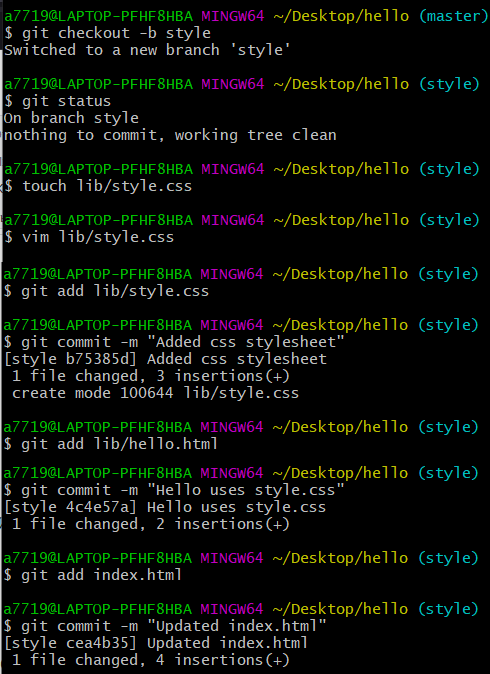 a7719@LAPTOP-PFHF8HBA MINGW64 ~/Desktop/hello (master)
$ git checkout -b style
Switched to a new branch 'style'
a7719@LAPTOP-PFHF8HBA MINGW64 ~/Desktop/hello (style)
$ git status
On branch style
nothing to commit, working tree clean
a7719@LAPTOP-PFHF8HBA MINGW64 ~/Desktop/hello (style)
$ touch lib/style.css
a7719@LAPTOP-PFHF8HBA MINGW64 ~/Desktop/hello (style)
$ vim lib/style.css
a7719@LAPTOP-PFHF8HBA MINGW64 ~/Desktop/hello (style)
$ git add lib/style.css
a7719@LAPTOP-PFHF8HBA MINGW64 ~/Desktop/hello (style)
$ git commit -m "Added css stylesheet"
[style b75385d] Added css stylesheet
 1 file changed, 3 insertions(+)
 create mode 100644 lib/style.css
a7719@LAPTOP-PFHF8HBA MINGW64 ~/Desktop/hello (style)
$ git add lib/hello.html
a7719@LAPTOP-PFHF8HBA MINGW64 ~/Desktop/hello (style)
$ git commit -m "Hello uses style.css"
[style 4c4e57a] Hello uses style.css
 1 file changed, 2 insertions(+)
a7719@LAPTOP-PFHF8HBA MINGW64 ~/Desktop/hello (style)
$ git add index.html
a7719@LAPTOP-PFHF8HBA MINGW64 ~/Desktop/hello (style)
$ git commit -m "Updated index.html"
[style cea4b35] Updated index.html
 1 file changed, 4 insertions(+)